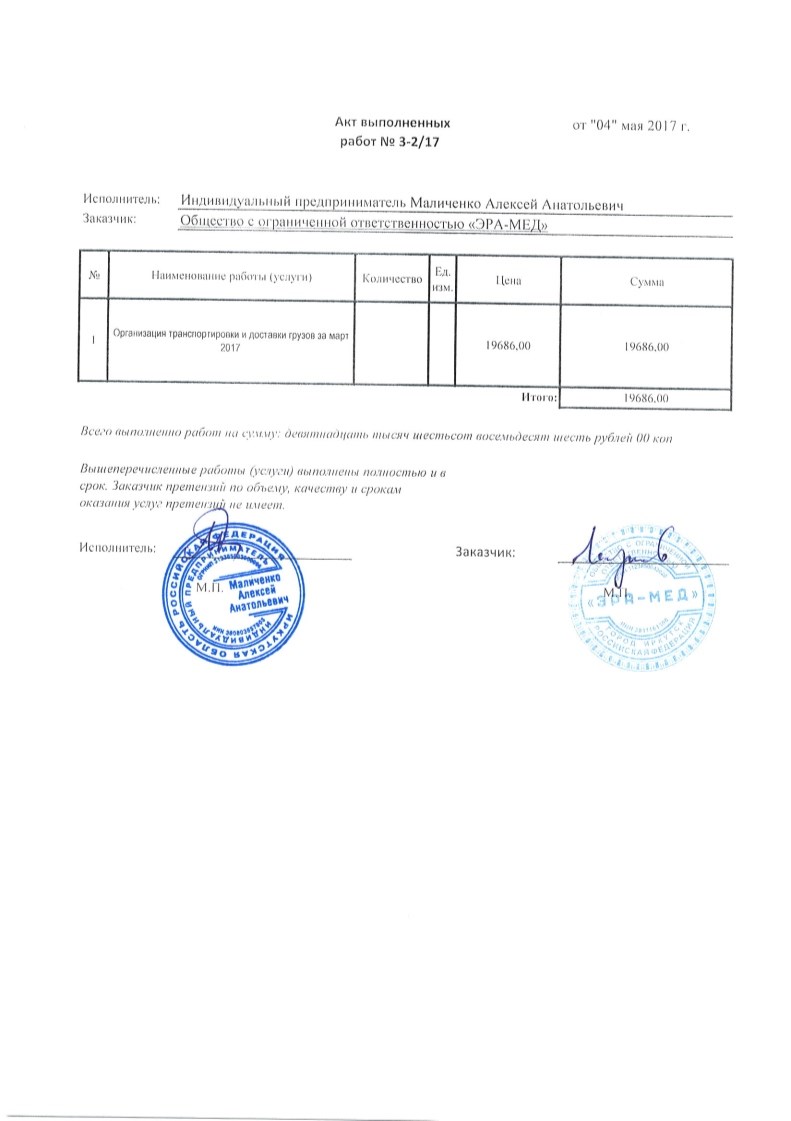 Акт выполненных
работ № 3-2/17
от "04" мая 2017 г.
Исполнитель: Индивидуальный предприниматель Маличенко Алексей Анатольевич
Заказчик: Общество с ограниченной ответственностью «ЭРА-МЕД»
№ Наименование работы (услуги) Количество Ед. изм. Цена Сумма
1 Организация транспортировки и доставки грузов за март 2017 19686,00 19686,00
Итого: 19686,00
Всего выполненно работ на сумму: девятнадцать тысяч шестьсот восемьдесят шесть рублей 00 коп
Вышеперечисленные работы (услуги) выполнены полностью и в
срок. Заказчик претензий по объему, качеству и срокам
оказания услуг претензий не имеет.
Исполнитель:
М.П.
Заказчик:
М.П.
РОССИЙСКАЯ ФЕДЕРАЦИЯ
ИРКУТСКАЯ ОБЛАСТЬ
ИНДИВИДУАЛЬНЫЙ ПРЕДПРИНИМАТЕЛЬ
Маличенко
Алексей
Анатольевич
«ЭРА-МЕД»
ГОРОД ИРКУТСК
РОССИЙСКАЯ ФЕДЕРАЦИЯ